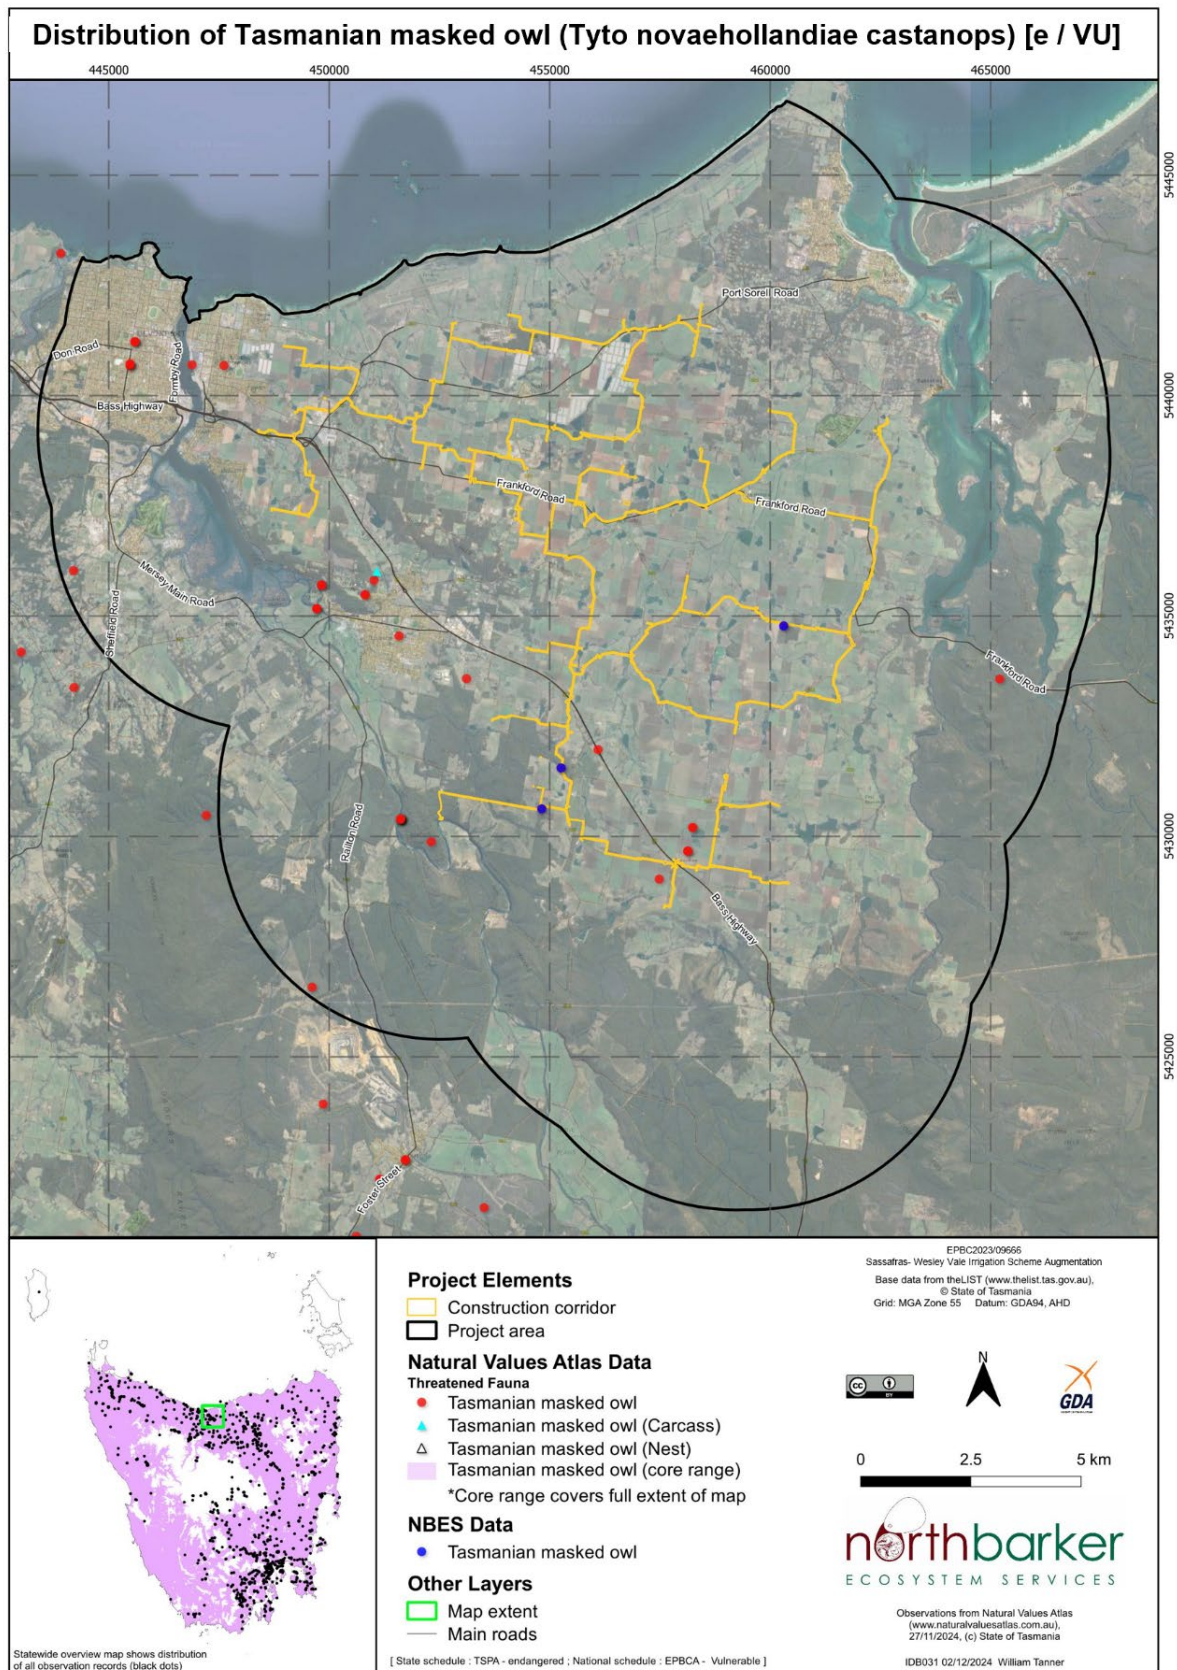 Distribution of Tasmanian masked owl (Tyto novaehollandiae castanops) [e / VU]
445000
450000
455000
460000
465000
5445000
5440000
5435000
5430000
5425000
Port Sorell Road
Don Road
Formby Road
Bass Highway
Frankford Road
Frankford Road
Mersey Main Road
Sheffield Road
Frankford Road
Railton Road
Bass Highway
Foster Street
Project Elements
Construction corridor
Project area
Natural Values Atlas Data
Threatened Fauna
Tasmanian masked owl
Tasmanian masked owl (Carcass)
Tasmanian masked owl (Nest)
Tasmanian masked owl (core range)
*Core range covers full extent of map
NBES Data
Tasmanian masked owl
Other Layers
Map extent
Main roads
[ State schedule : TSPA - endangered ; National schedule : EPBCA - Vulnerable ]
Statewide overview map shows distribution
of all observation records (black dots)
EPBC2023/09666
Sassafras- Wesley Vale Irrigation Scheme Augmentation
Base data from theLIST (www.thelist.tas.gov.au),
© State of Tasmania
Grid: MGA Zone 55 Datum: GDA94, AHD
cc
BY
N
GDA
0 2.5 5 km
northbarker
ECOSYSTEM SERVICES
Observations from Natural Values Atlas
(www.naturalvaluesatlas.com.au),
27/11/2024, (c) State of Tasmania
IDB031 02/12/2024 William Tanner